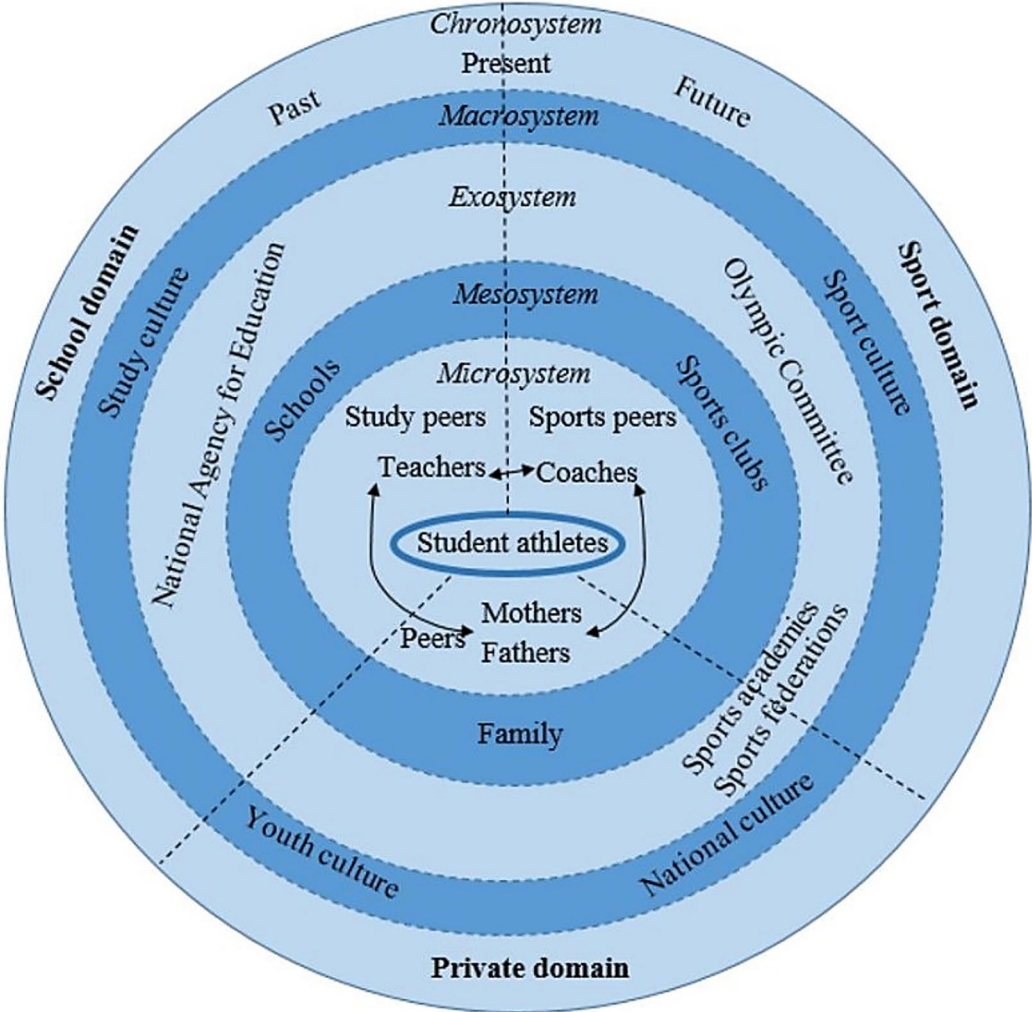 Chronosystem
Present
Past
Future
Macrosystem
Exosystem
School domain
Sport domain
Study culture
Sport culture
National Agency for Education
Olympic Committee
Mesosystem
Schools
Sports clubs
Microsystem
Study peers
Sports peers
Teachers
Coaches
Student athletes
Mothers
Peers
Fathers
Sports academies
Sports federations
Family
Youth culture
National culture
Private domain